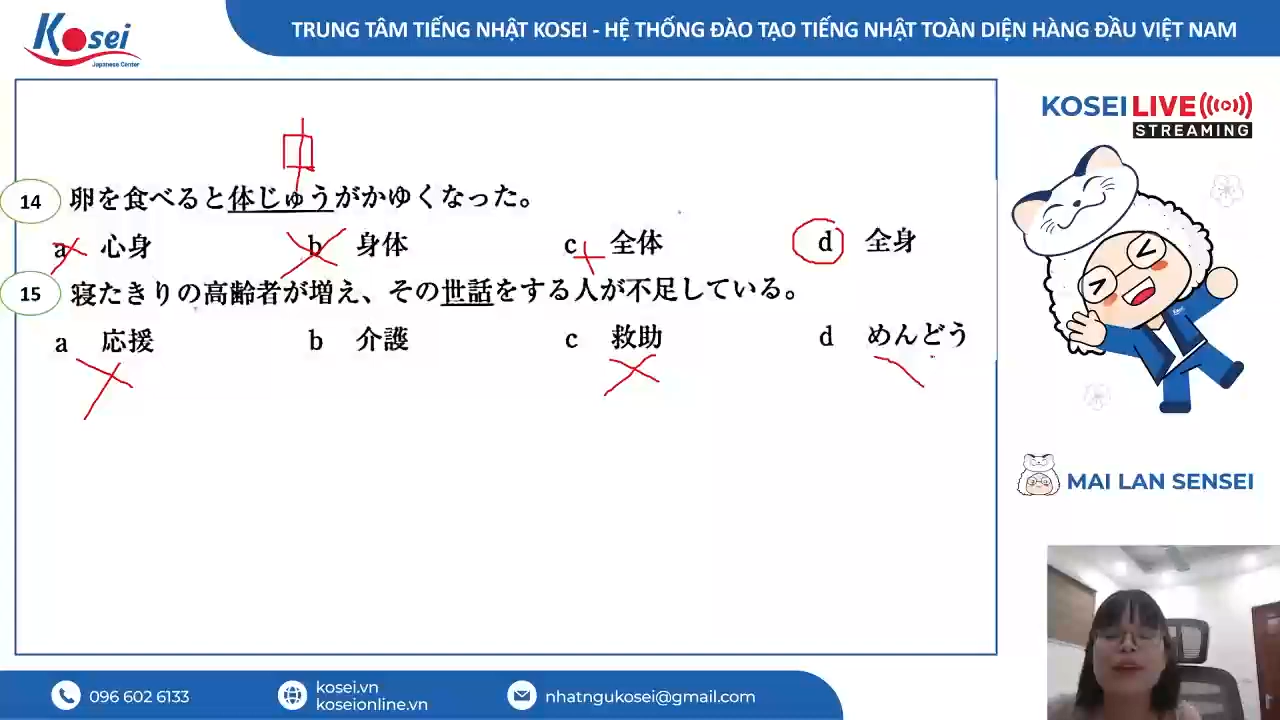 Kosei
Japanese Center
TRUNG TÂM TIẾNG NHẬT KOSEI - HỆ THỐNG ĐÀO TẠO TIẾNG NHẬT TOÀN DIỆN HÀNG ĐẦU VIỆT NAM
KOSEI LIVE
STREAMING
中
14 卵を食べると体じゅうがかゆくなった。
a 心身 b 身体 c 全体 d 全身
15 寝たきりの高齢者が増え、その世話をする人が不足している。
a 応援 b 介護 c 救助 d めんどう
MAI LAN SENSEI
096 602 6133
kosei.vn
koseionline.vn
nhatngukosei@gmail.com